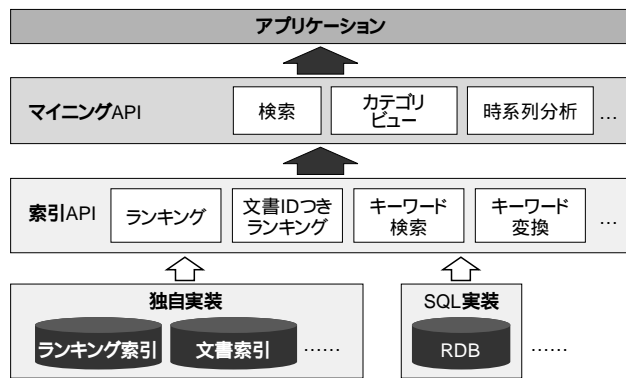 アプリケーション
マイニングAPI
検索
カテゴリ
ビュー
時系列分析
…
索引API
ランキング
文書IDつき
ランキング
キーワード
検索
キーワード
変換
…
独自実装
ランキング索引
文書索引
……
SQL実装
RDB
……